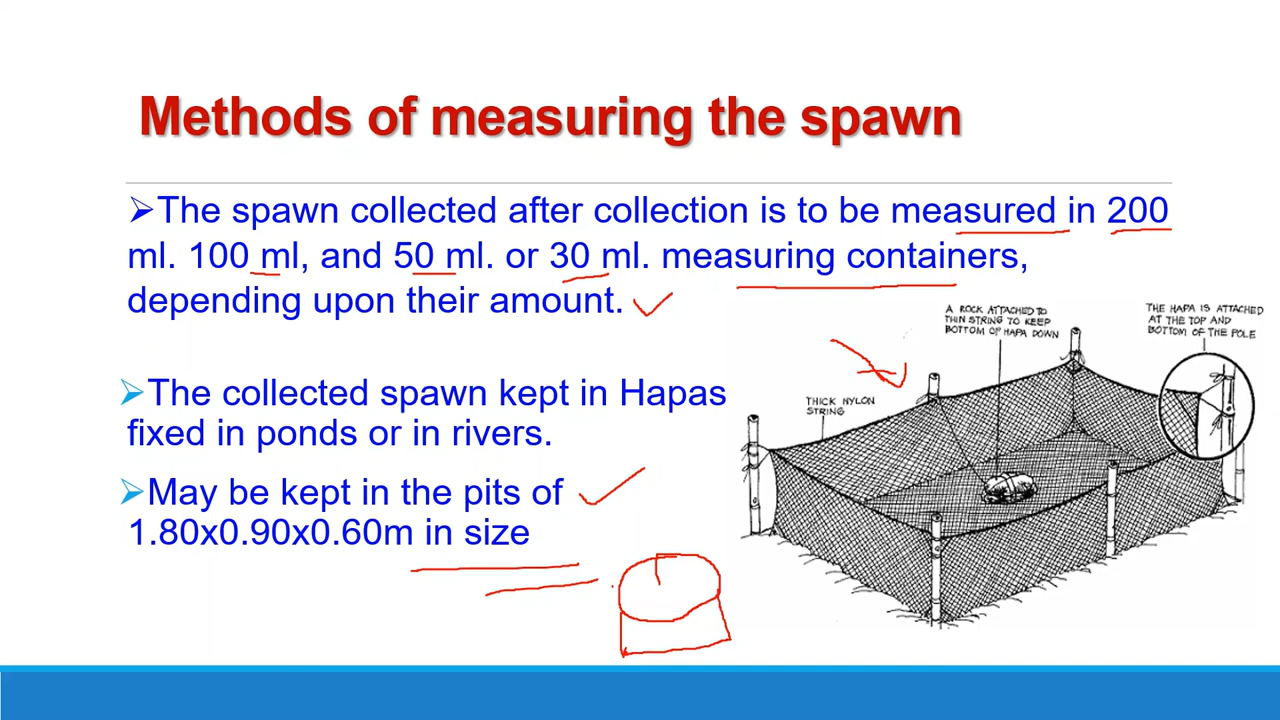 Methods of measuring the spawn
➢The spawn collected after collection is to be measured in 200
ml. 100 ml, and 50 ml. or 30 ml. measuring containers,
depending upon their amount.
➢The collected spawn kept in Hapas
fixed in ponds or in rivers.
➢May be kept in the pits of
1.80x0.90x0.60m in size
A ROCK ATTACHED TO
THIN STRING TO KEEP
BOTTOM OF HAPA DOWN
THE HAPA IS ATTACHED
AT THE TOP AND
BOTTOM OF THE POLE
THICK NYLON
STRING